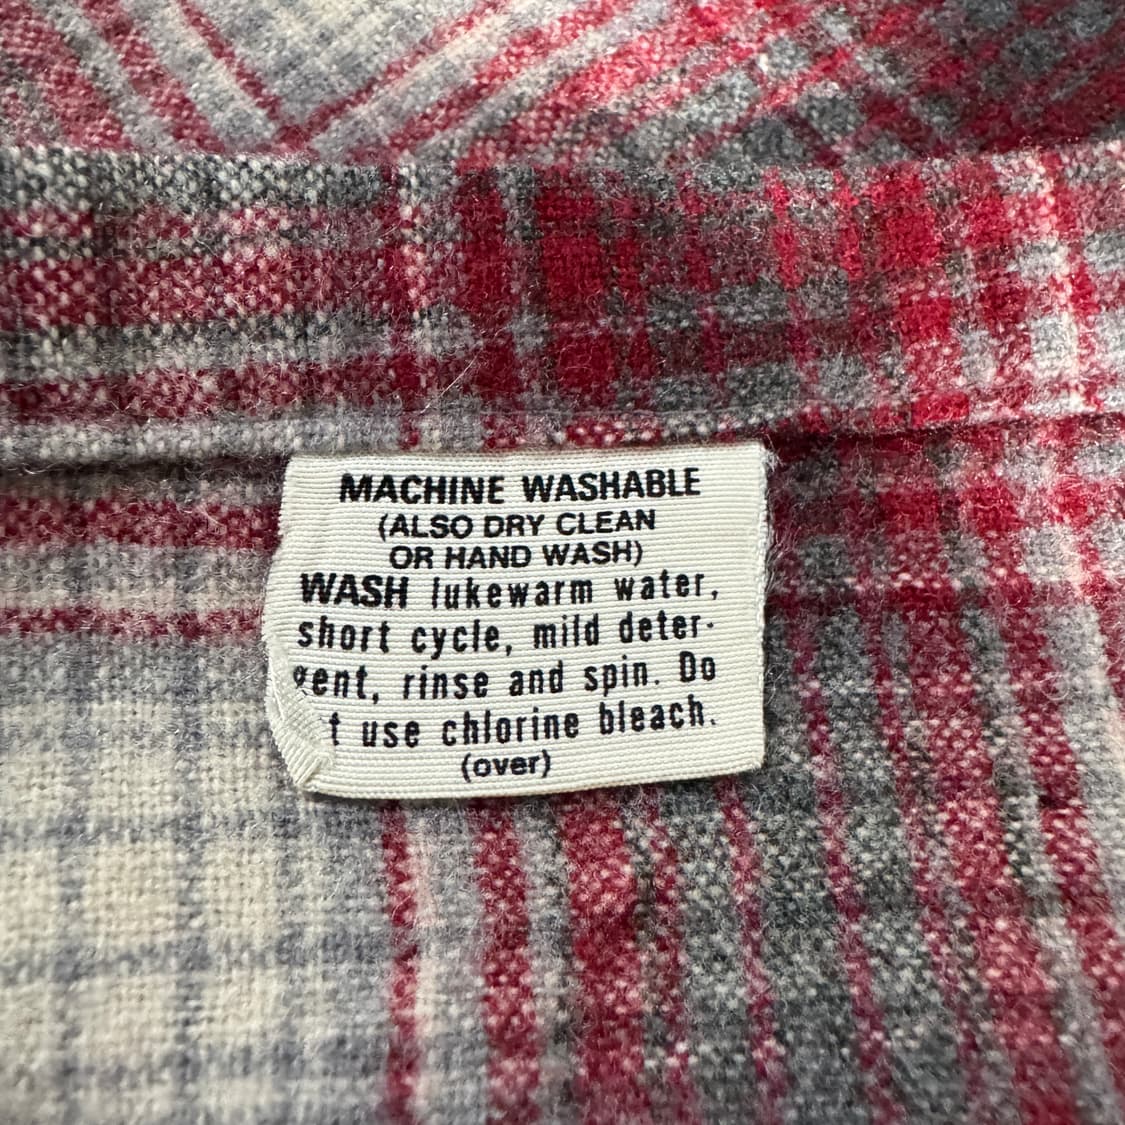 MACHINE WASHABLE
(ALSO DRY CLEAN
OR HAND WASH)
WASH lukewarm water,
short cycle, mild deter-
gent, rinse and spin. Do
t use chlorine bleach.
(over)